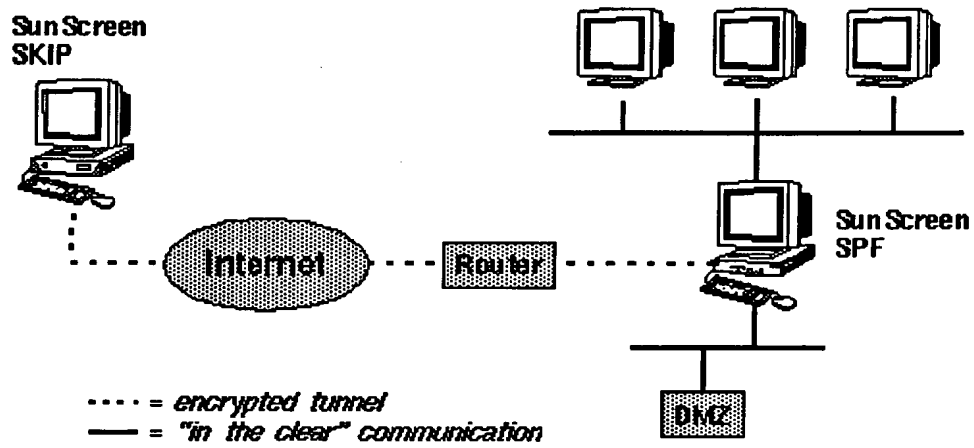 Sun Screen
SKIP
Internet
Router
Sun Screen
SPF
DMZ
= encrypted tunnel
= "in the clear" communication